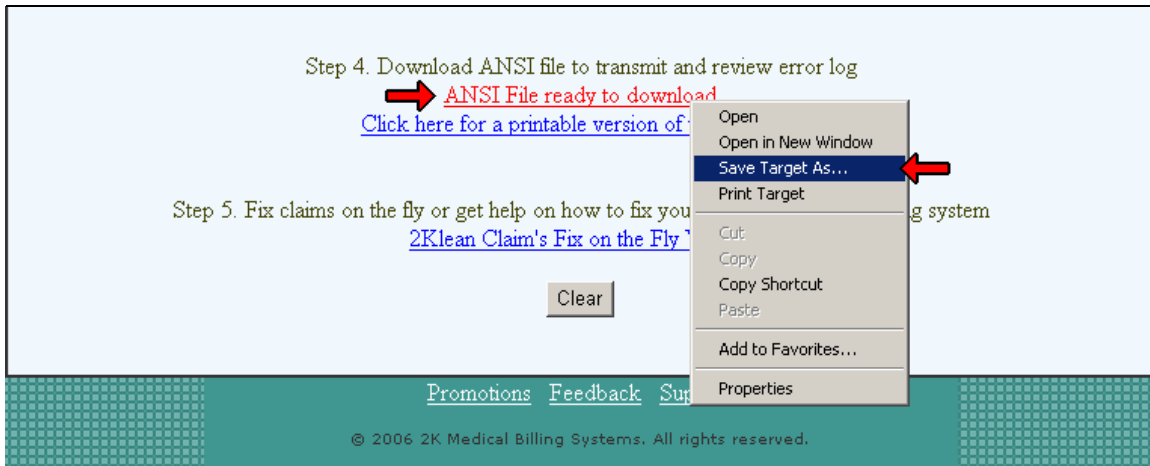 Step 4. Download ANSI file to transmit and review error log
ANSI File ready to download
Click here for a printable version of
Step 5. Fix claims on the fly or get help on how to fix you
g system
2Klean Claim's Fix on the Fly
Clear
Open
Open in New Window
Save Target As...
Print Target
Cut
Copy
Copy Shortcut
Paste
Add to Favorites...
Properties
Promotions Feedback Sup
© 2006 2K Medical Billing Systems. All rights reserved.